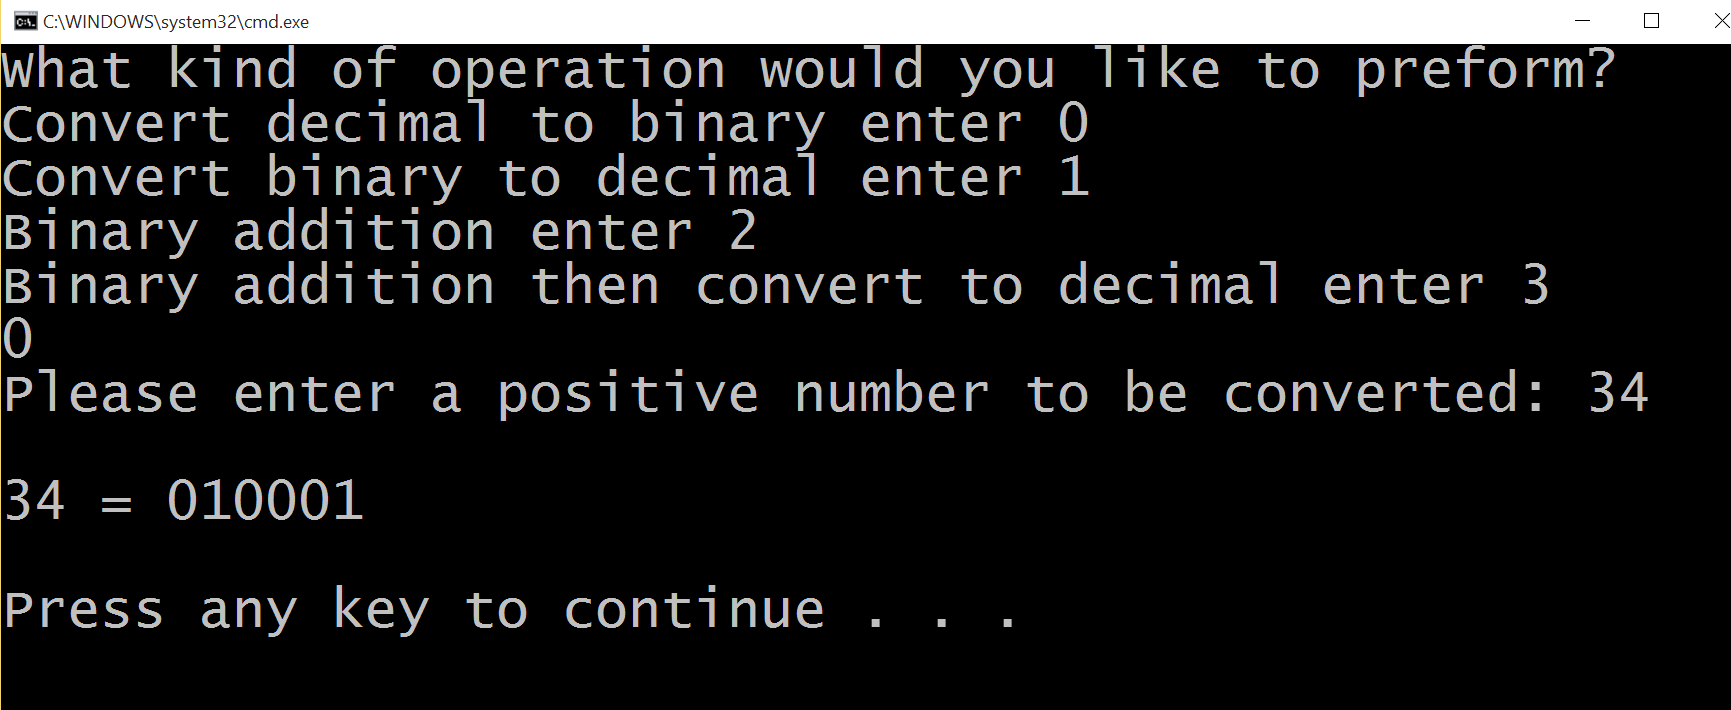 C:\WINDOWS\system32\cmd.exe
What kind of operation would you like to preform?
Convert decimal to binary enter 0
Convert binary to decimal enter 1
Binary addition enter 2
Binary addition then convert to decimal enter 3
0
Please enter a positive number to be converted: 34
34 = 010001
Press any key to continue . . .